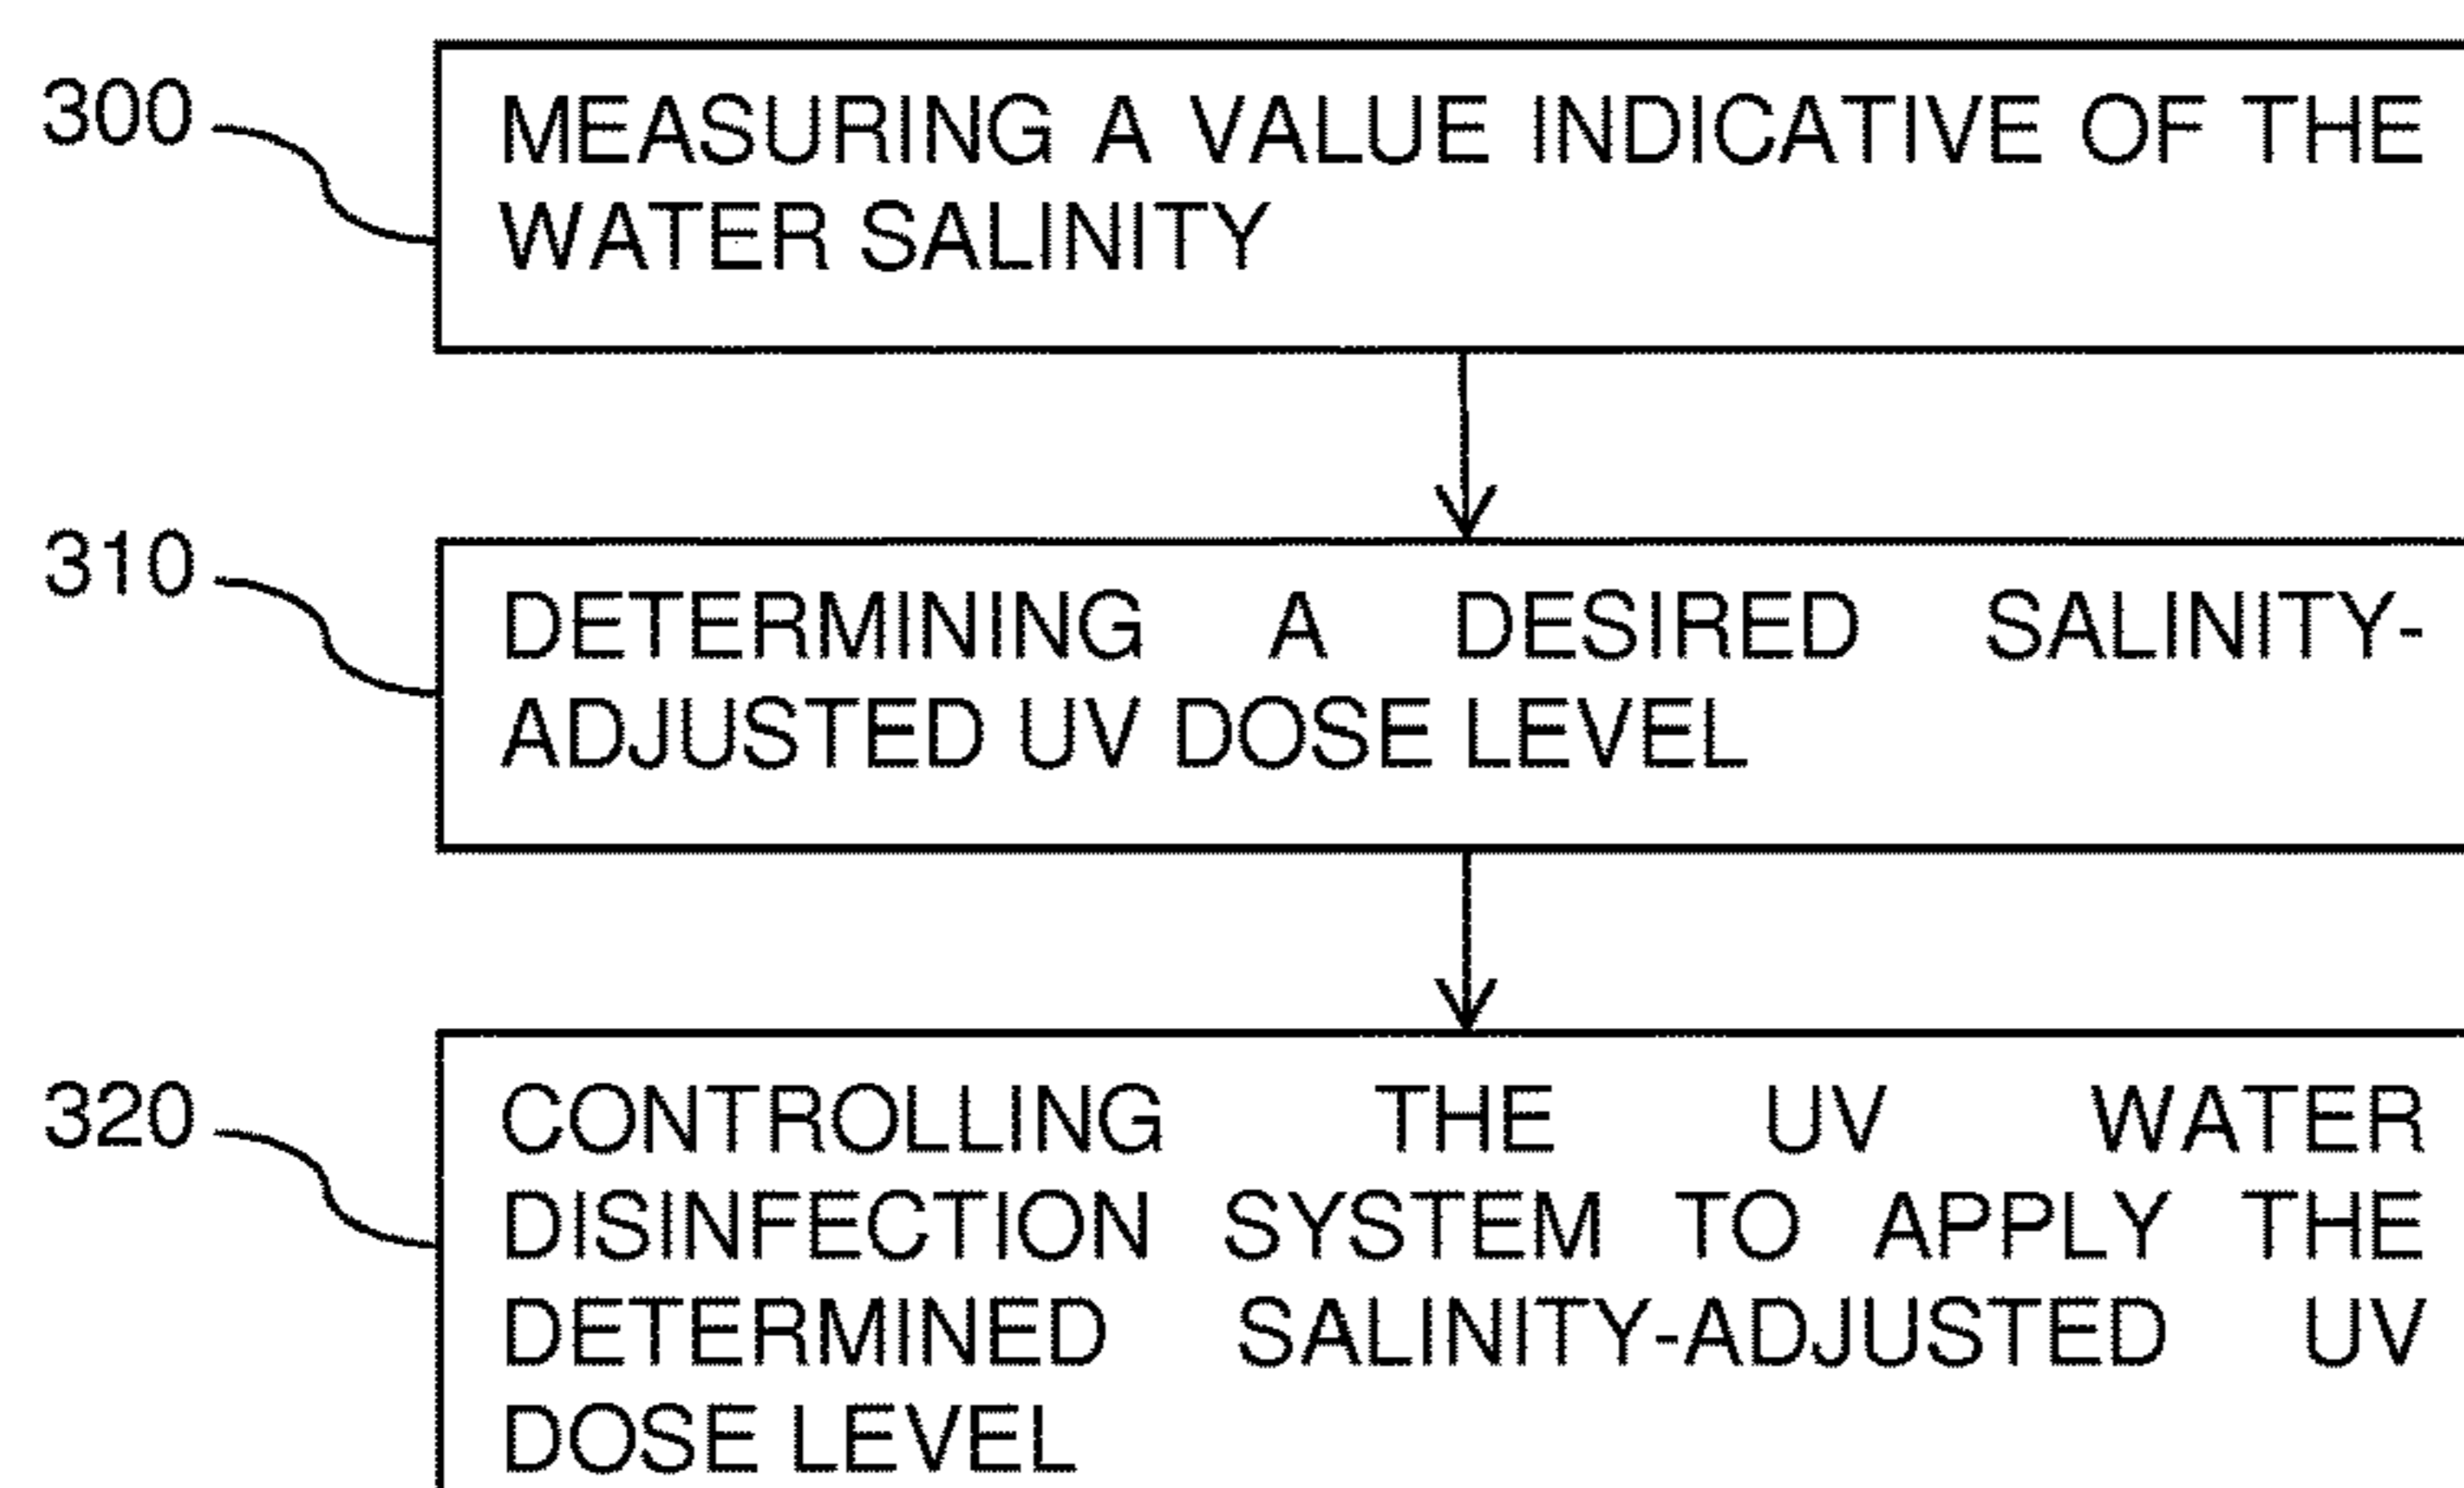 300
MEASURING A VALUE INDICATIVE OF THE
WATER SALINITY
310
DETERMINING A DESIRED SALINITY-
ADJUSTED UV DOSE LEVEL
320
CONTROLLING THE UV WATER
DISINFECTION SYSTEM TO APPLY THE
DETERMINED SALINITY-ADJUSTED UV
DOSE LEVEL